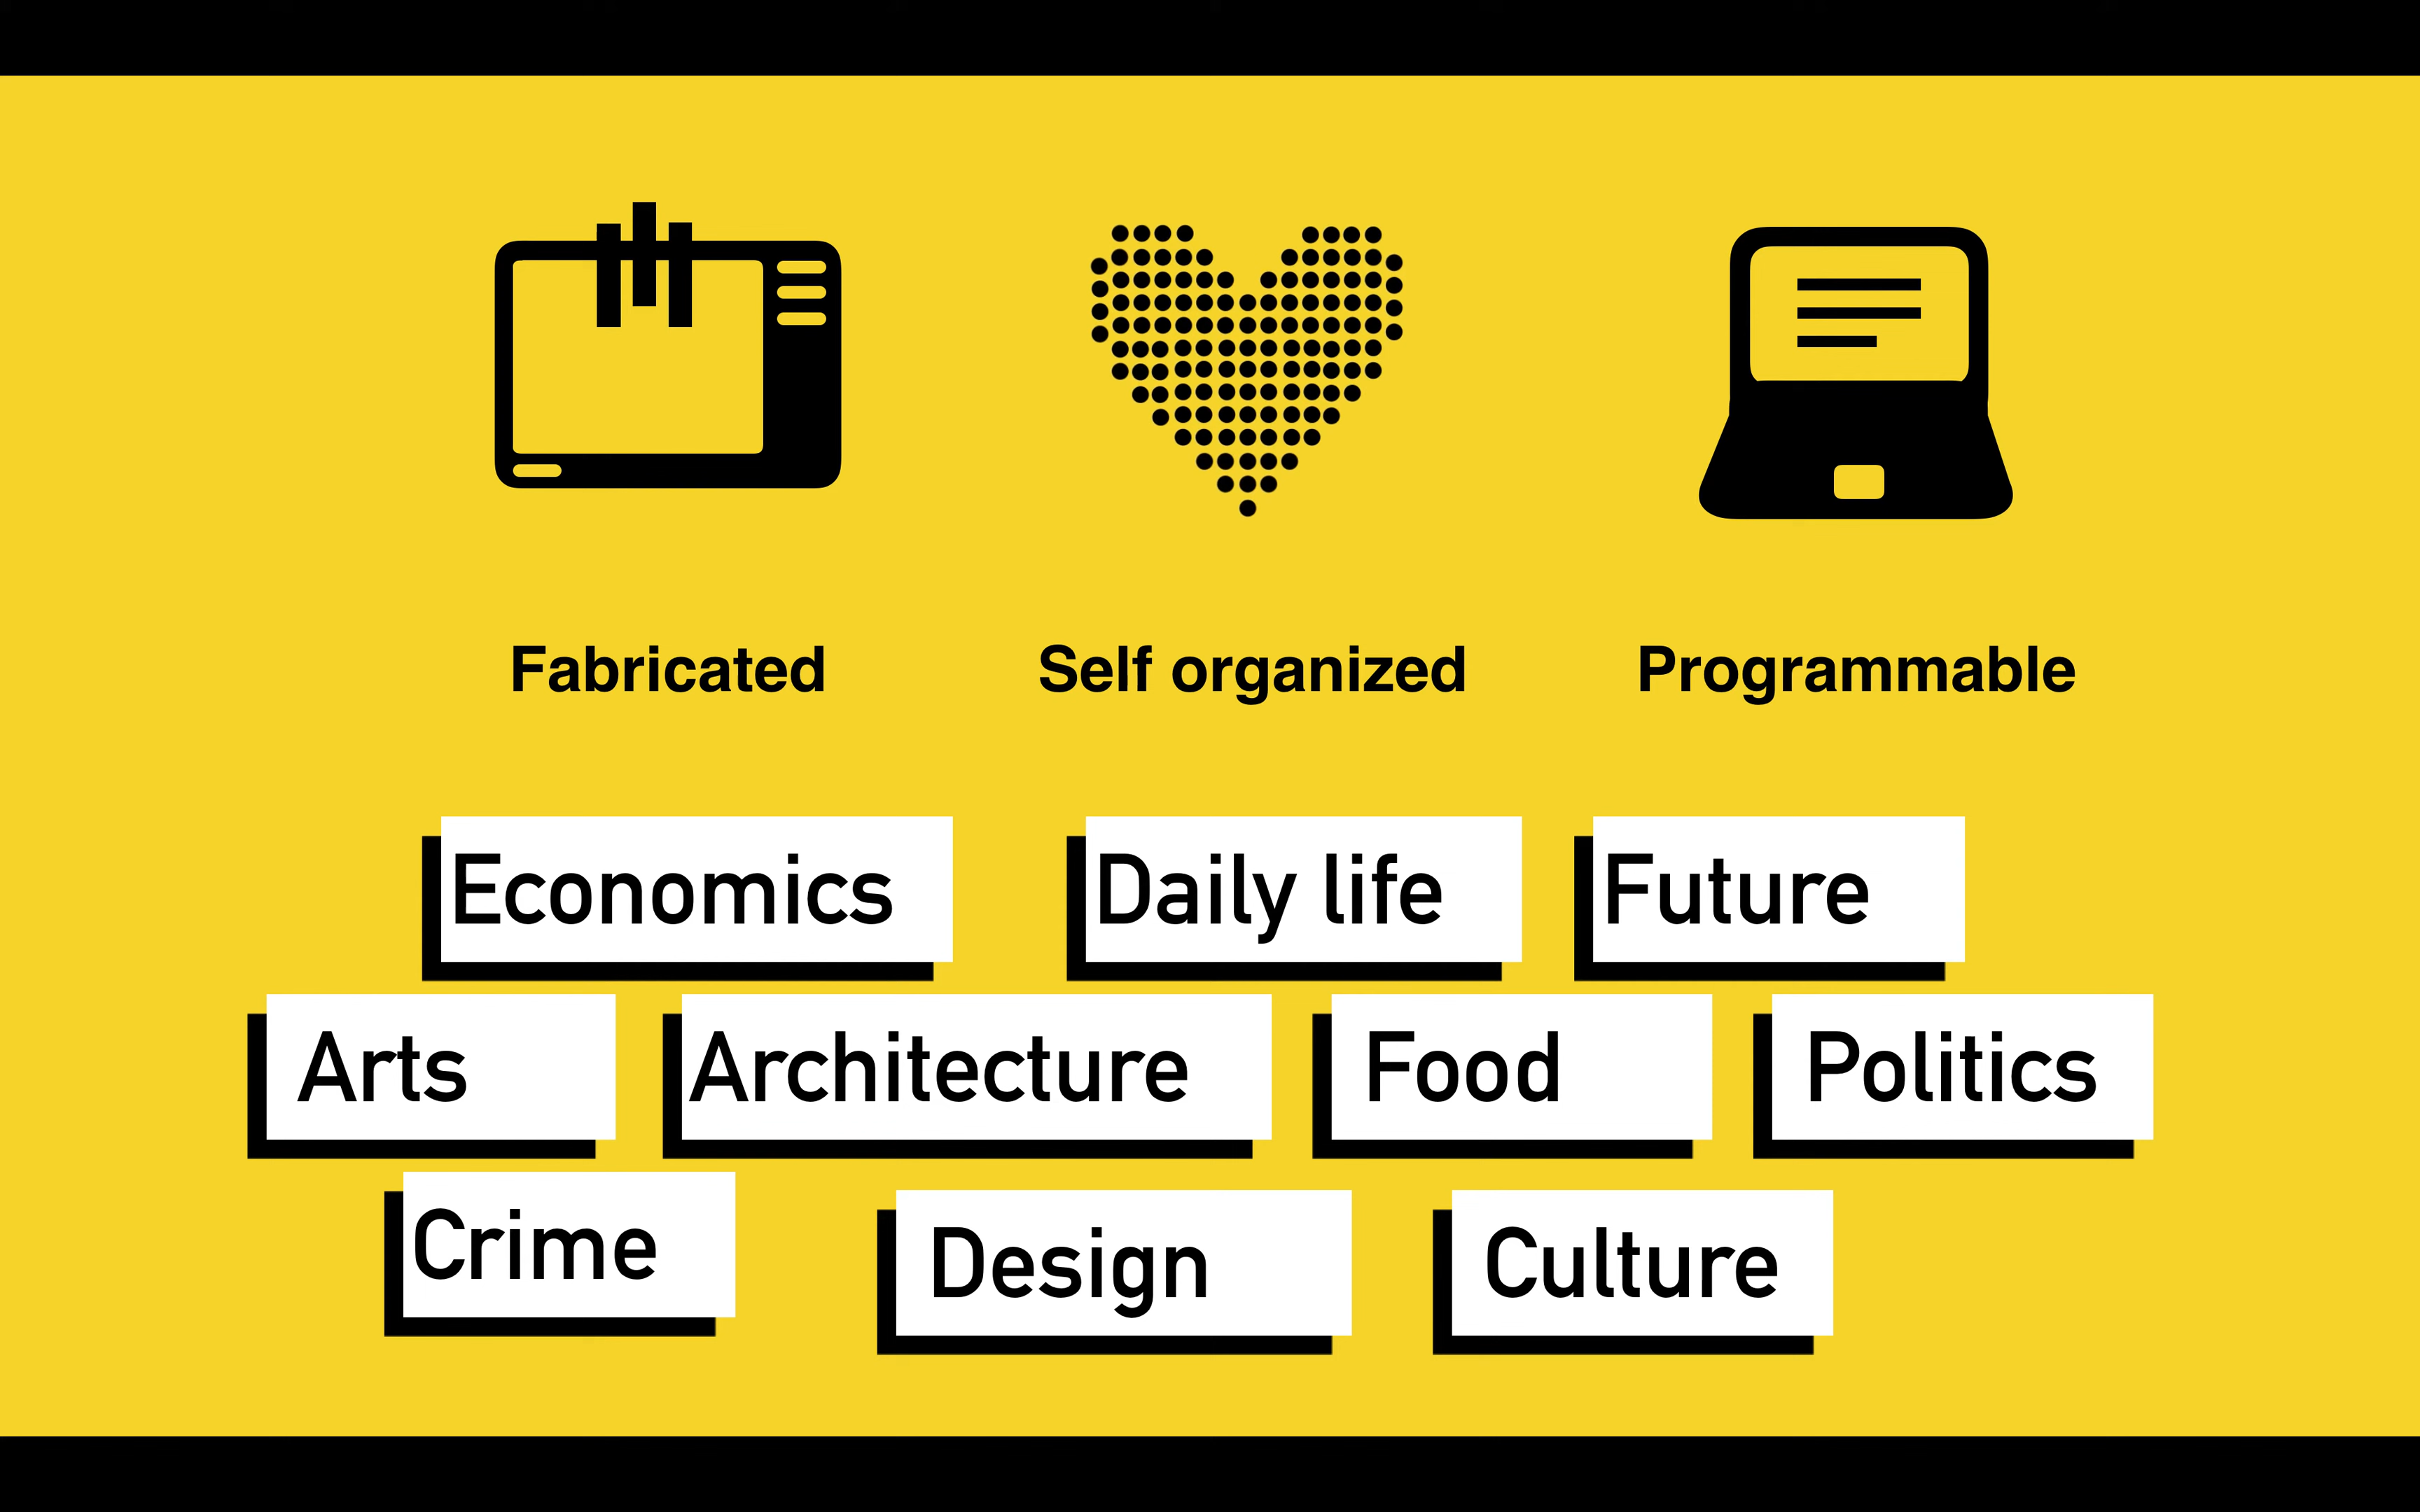 Fabricated Self organized Programmable
Economics Daily life Future
Arts Architecture Food Politics
Crime Design Culture